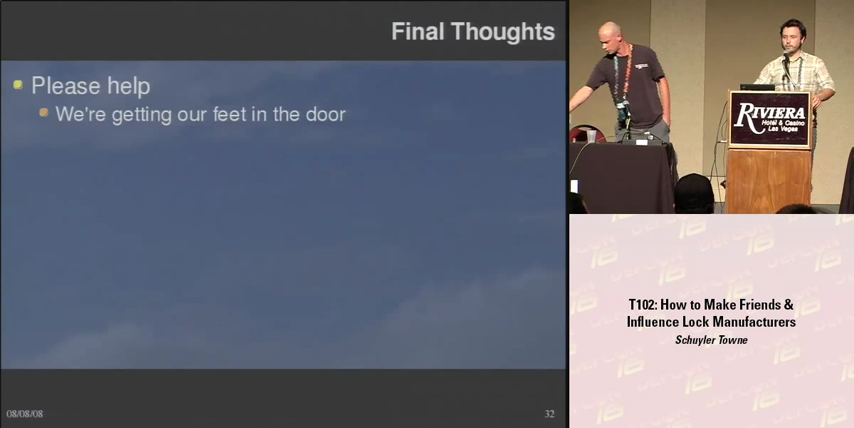 Final Thoughts
Please help
We're getting our feet in the door
08/08/08
32
RIVIERA
Hotel & Casino
Las Vegas
T102: How to Make Friends &
Influence Lock Manufacturers
Schuyler Towne